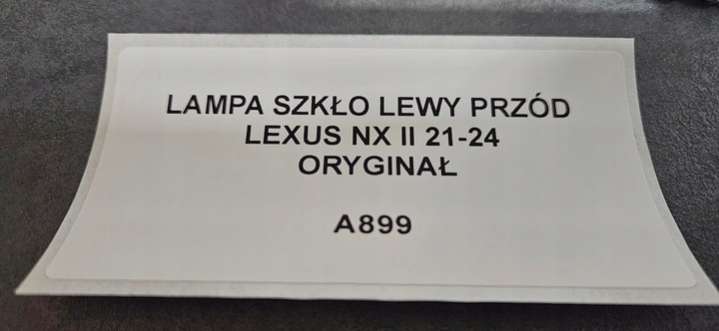 LAMPA SZKŁO LEWY PRZÓD
LEXUS NX II 21-24
ORYGINAŁ
A899